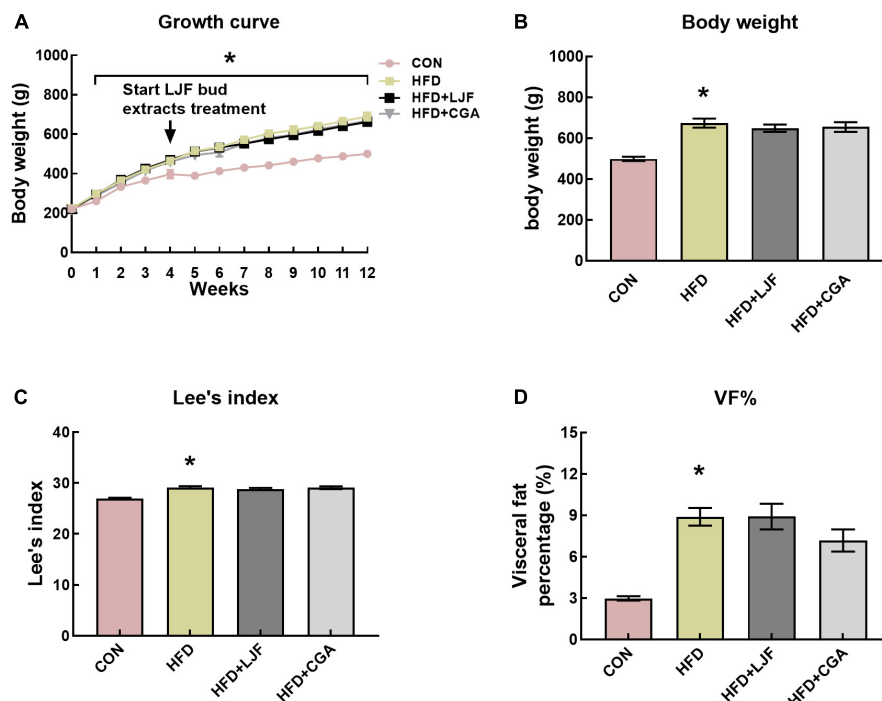 A
Growth curve
Body weight (g)
1000
800
600
400
200
0
*
Start LJF bud
extracts treatment
0 1 2 3 4 5 6 7 8 9 10 11 12
Weeks
CON
HFD
HFD+LJF
HFD+CGA
B
Body weight
body weight (g)
1000
800
600
400
200
0
*
CON
HFD
HFD+LJF
HFD+CGA
C
Lee's index
Lee's index
40
30
20
10
0
*
CON
HFD
HFD+LJF
HFD+CGA
D
VF%
Visceral fat
percentage (%)
15
12
9
6
3
0
*
CON
HFD
HFD+LJF
HFD+CGA